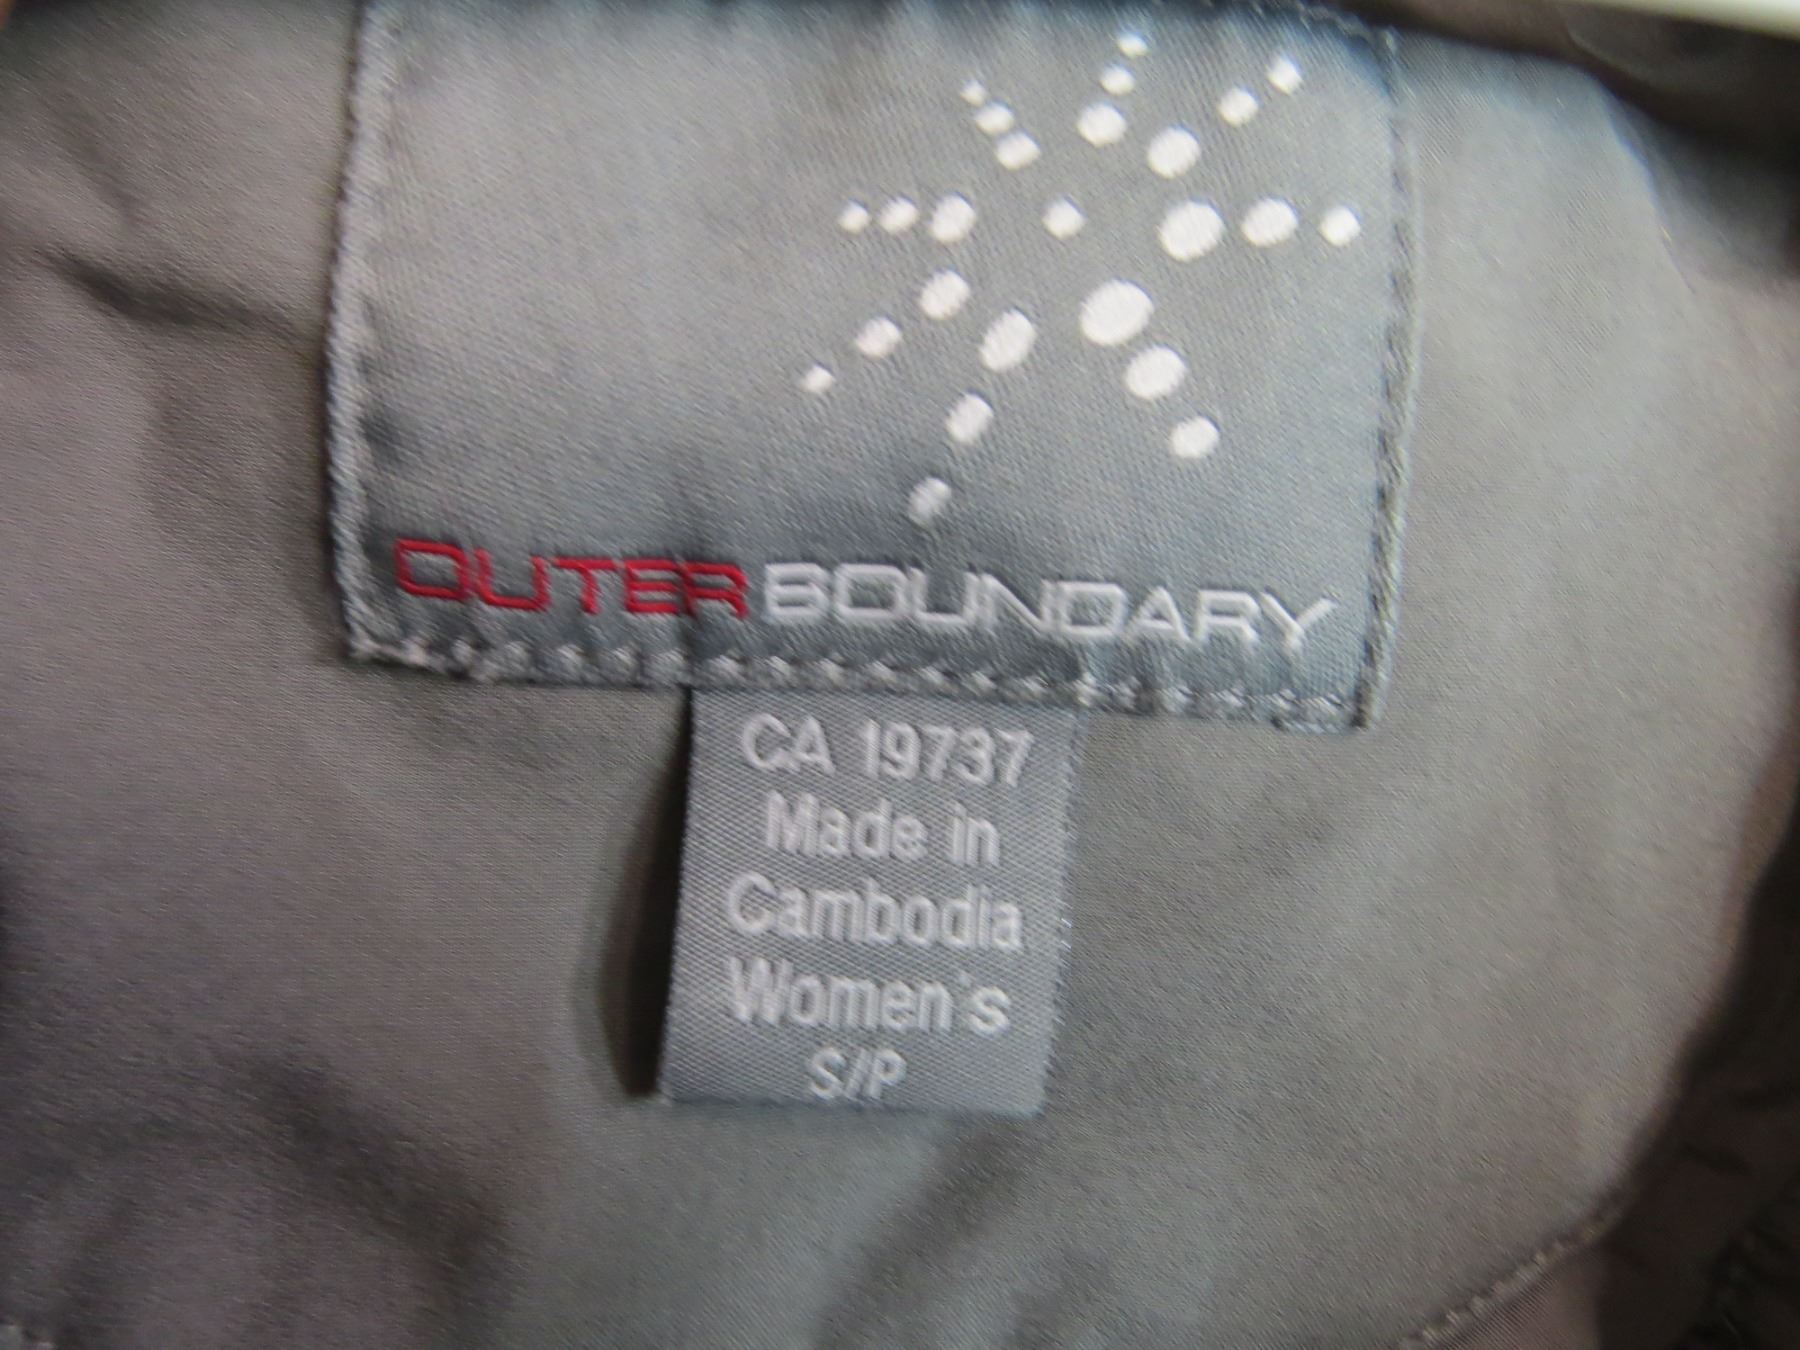 OUTER BOUNDARY
CA 19737
Made in
Cambodia
Women's
S/P